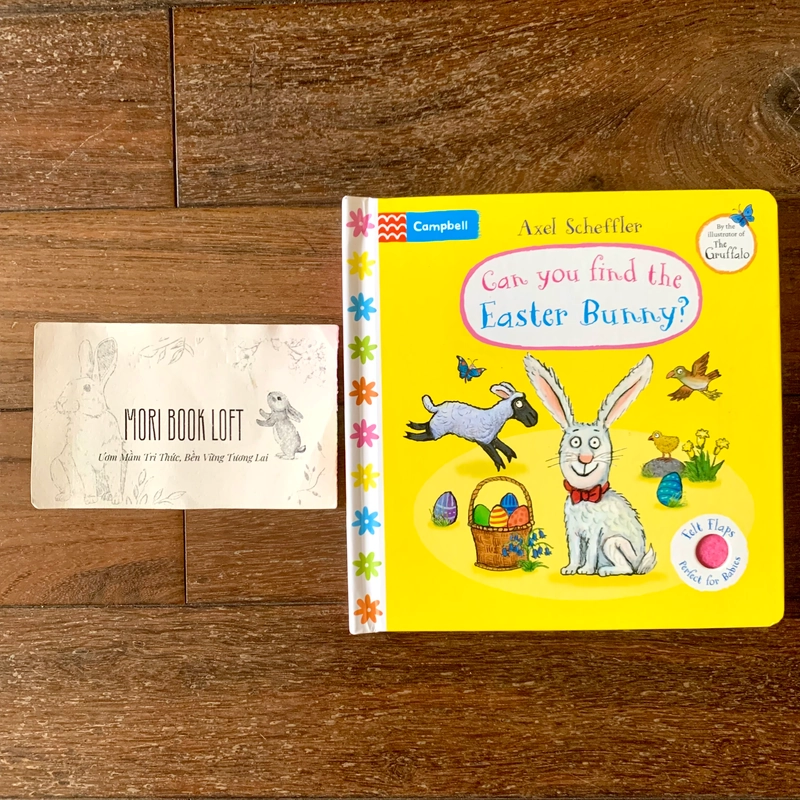 MORI BOOK LOFT
Ươm Mầm Tri Thức, Bền Vững Tương Lai
Campbell
Axel Scheffler
By the
illustrator of
The
Gruffalo
Can you find the
Easter Bunny?
Felt Flaps
Perfect for Babies